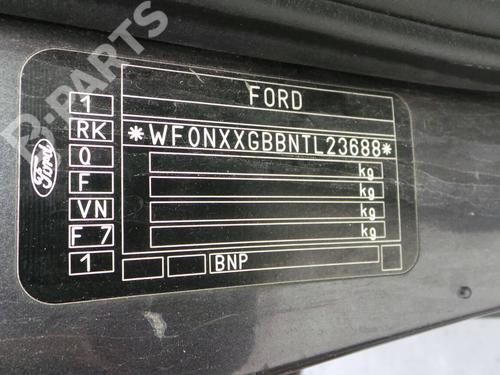 B-PARTS
FORD
1
RK
*WF0NXXGBBNTL23688*
Q
kg
F
kg
Ford
VN
kg
F 7
kg
1
BNP